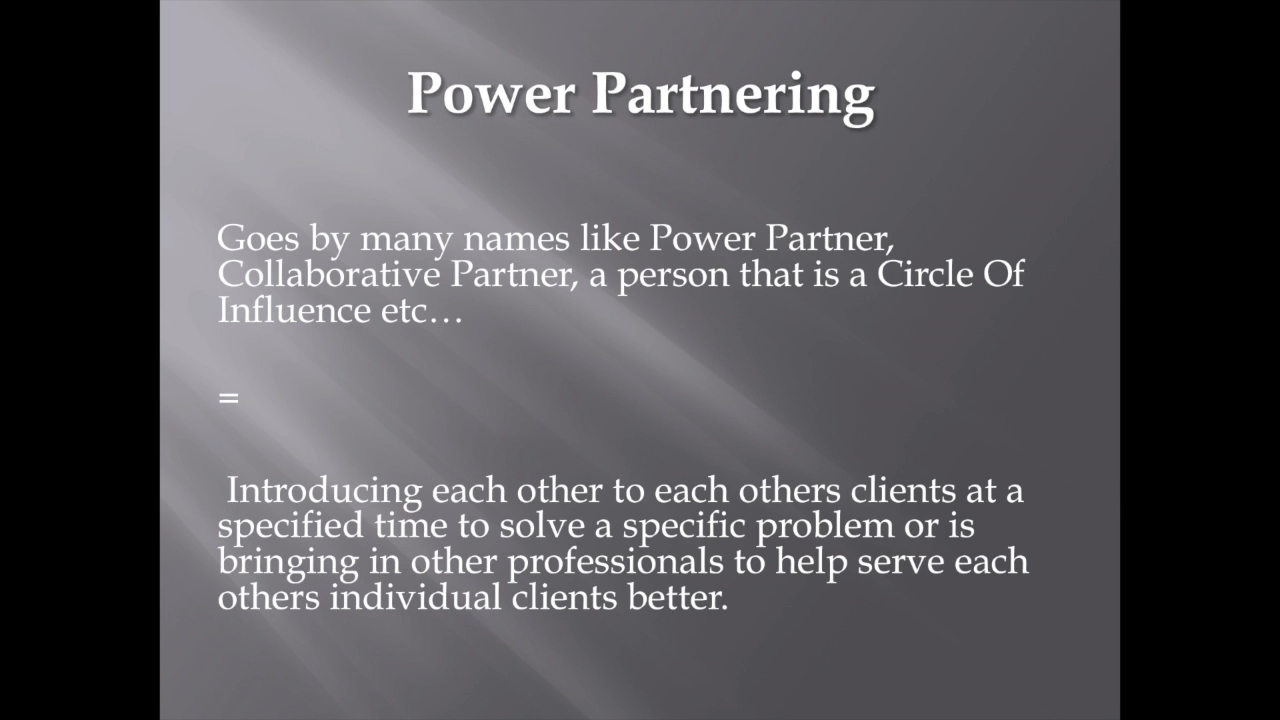 Power Partnering
Goes by many names like Power Partner,
Collaborative Partner, a person that is a Circle Of
Influence etc…
=
Introducing each other to each others clients at a
specified time to solve a specific problem or is
bringing in other professionals to help serve each
others individual clients better.